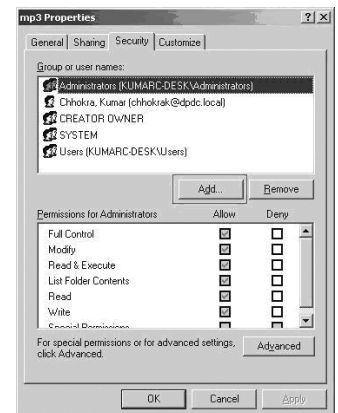 mp3 Properties
General Sharing Security Customize
Group or user names:
Administrators (KUMARC-DESK\Administrators)
Chhokra, Kumar (chhokrak@dpdc.local)
CREATOR OWNER
SYSTEM
Users (KUMARC-DESK\Users)
Add... Remove
Permissions for Administrators Allow Deny
Full Control
Modify
Read & Execute
List Folder Contents
Read
Write
Special Permissions
For special permissions or for advanced settings,
click Advanced. Advanced
OK Cancel Apply